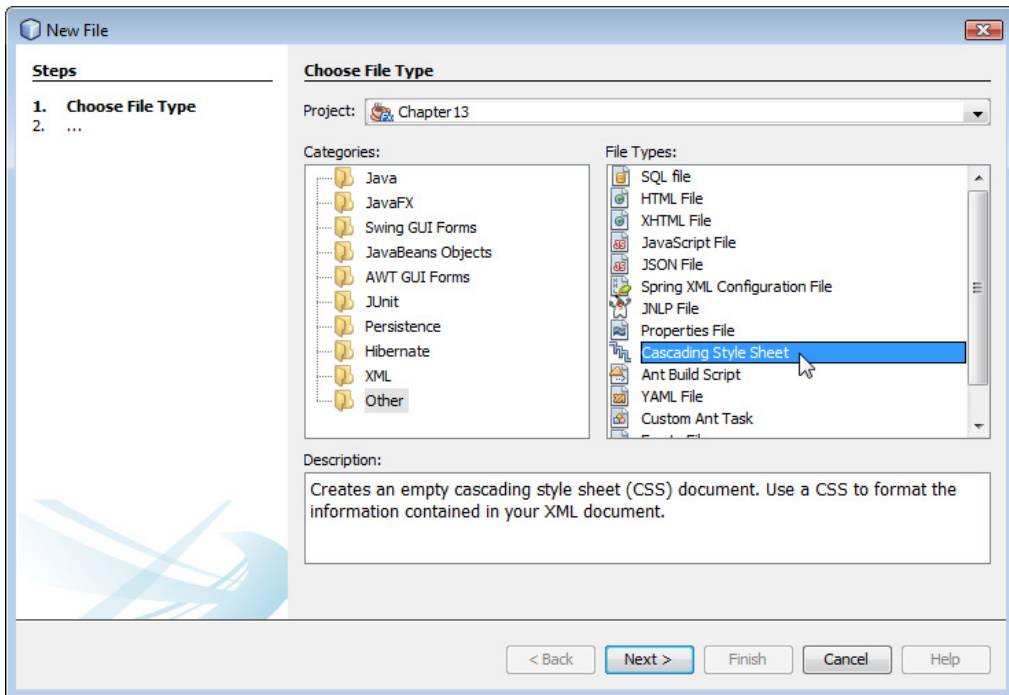 New File
Steps
1. Choose File Type
2. ...
Choose File Type
Project: Chapter13
Categories:
Java
JavaFX
Swing GUI Forms
JavaBeans Objects
AWT GUI Forms
JUnit
Persistence
Hibernate
XML
Other
File Types:
SQL file
HTML File
XHTML File
JavaScript File
JSON File
Spring XML Configuration File
JNLP File
Properties File
Cascading Style Sheet
Ant Build Script
YAML File
Custom Ant Task
Description:
Creates an empty cascading style sheet (CSS) document. Use a CSS to format the
information contained in your XML document.
< Back Next > Finish Cancel Help